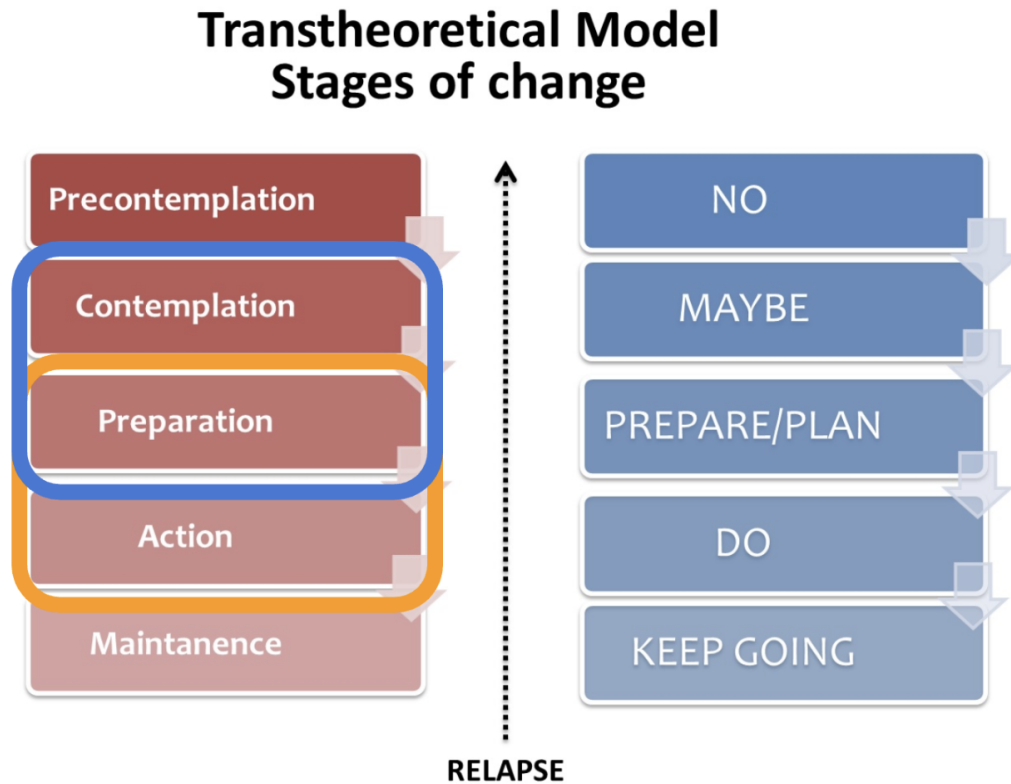 Transtheoretical Model
Stages of change
Precontemplation
Contemplation
Preparation
Action
Maintanence
NO
MAYBE
PREPARE/PLAN
DO
KEEP GOING
RELAPSE